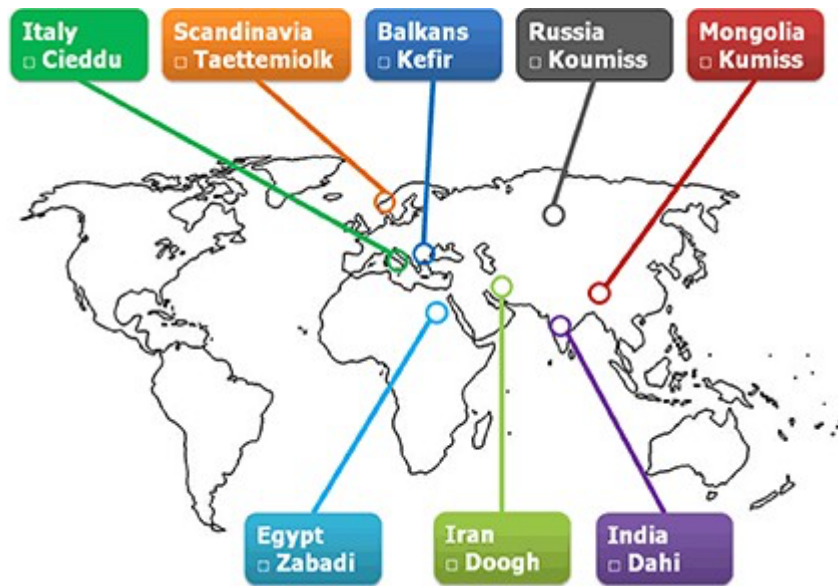 Italy
□ Cieddu
Scandinavia
□ Taettemiolk
Balkans
□ Kefir
Russia
□ Koumiss
Mongolia
□ Kumiss
Egypt
□ Zabadi
Iran
□ Doogh
India
□ Dahi